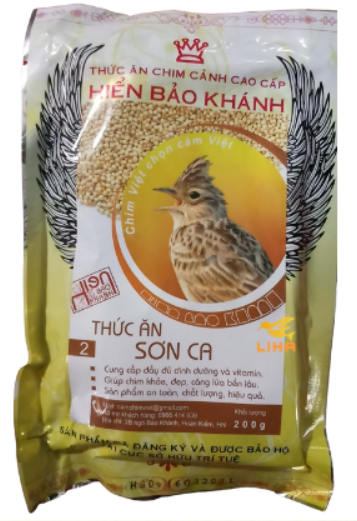 THỨC ĂN CHIM CẢNH CAO CẤP
HIỂN BẢO KHÁNH
Chim Việt chọn cám Việt
LIHA
THỨC ĂN
2 SƠN CA
Cung cấp đầy đủ dinh dưỡng và vitamin,
Giúp chim khỏe, đẹp, căng lửa bền lâu.
Sản phẩm an toàn, chất lượng, hiệu quả.
Khối lượng
200g
SẢN PHẨM ĐÃ ĐĂNG KÝ VÀ ĐƯỢC BẢO HỘ
TẠI CỤC SỞ HỮU TRÍ TUỆ